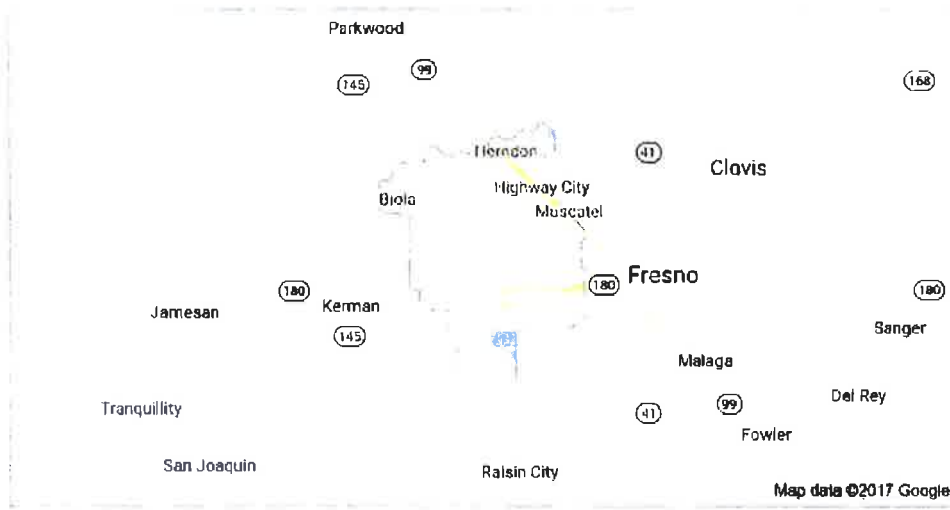 Parkwood
99
145
168
41
Herndon
Clovis
Highway City
Biola
Muscatel
Fresno
180
180
180
Kerman
Jamesan
Sanger
145
Malaga
Del Rey
Tranquillity
99
41
Fowler
San Joaquin
Raisin City
Map data ©2017 Google